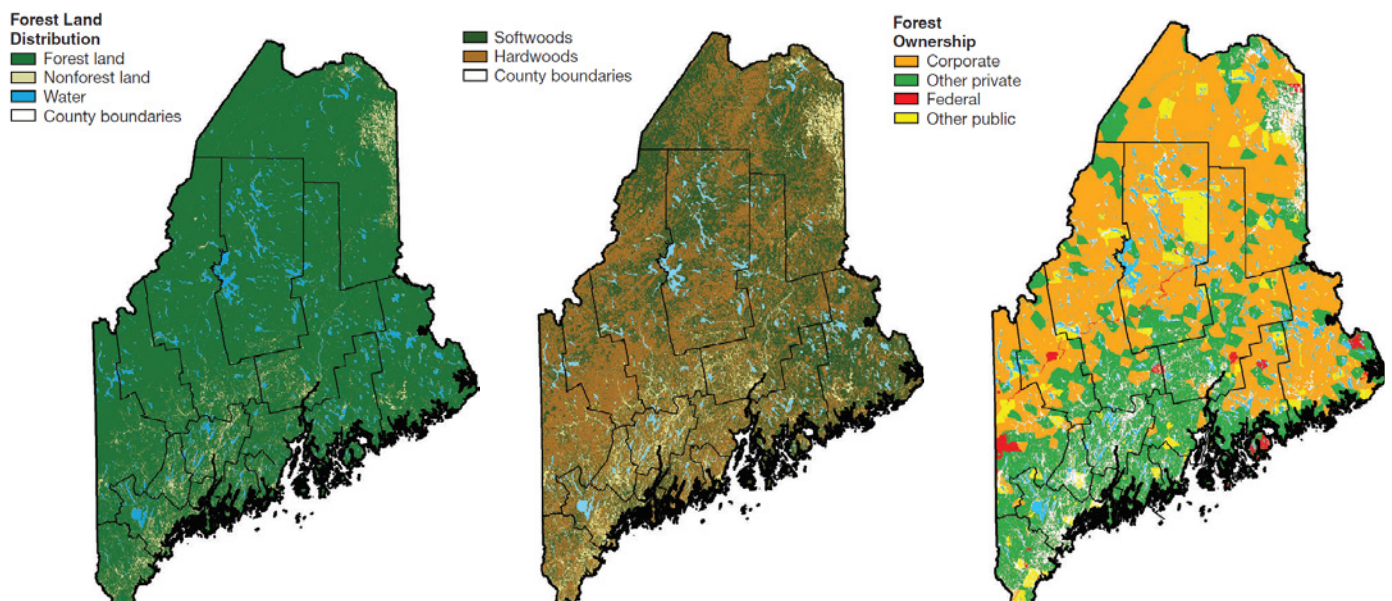 Forest Land
Distribution
Forest land
Nonforest land
Water
County boundaries
Softwoods
Hardwoods
County boundaries
Forest
Ownership
Corporate
Other private
Federal
Other public